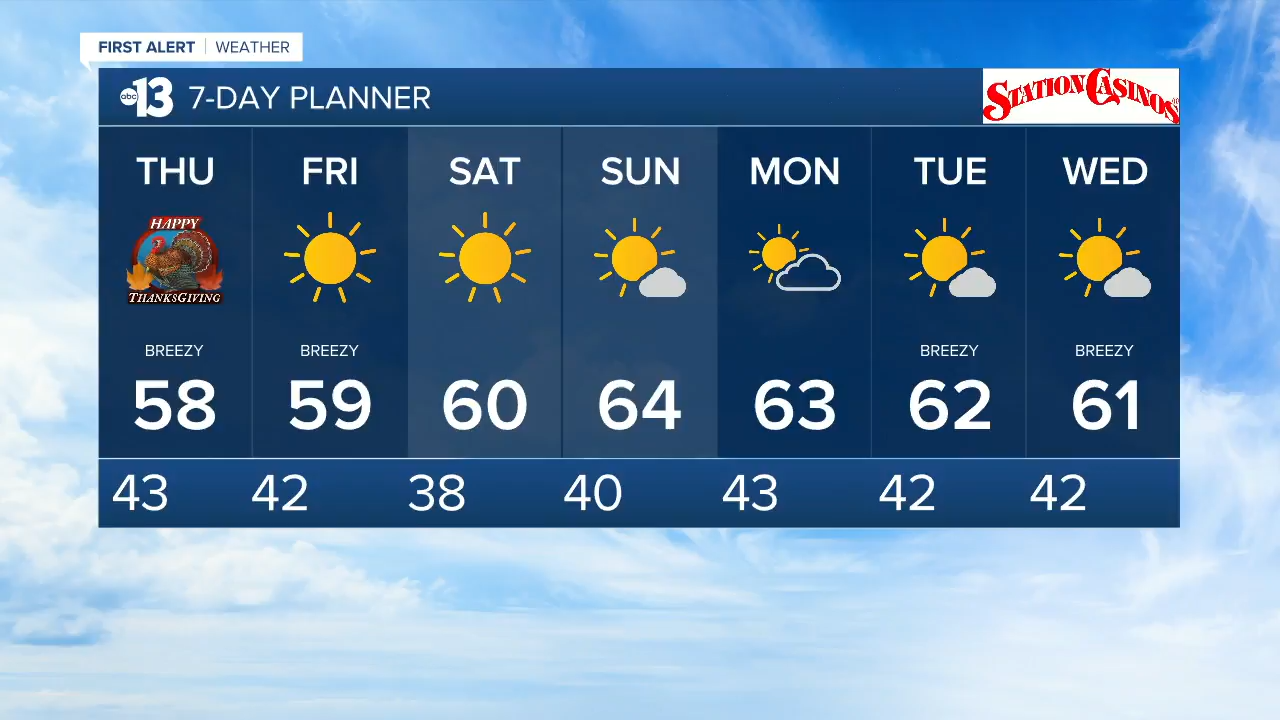 FIRST ALERT | WEATHER
abc 13 7-DAY PLANNER
STATION CASINOS
THU FRI SAT SUN MON TUE WED
HAPPY
THANKSGIVING
BREEZY BREEZY BREEZY BREEZY
58 59 60 64 63 62 61
43 42 38 40 43 42 42